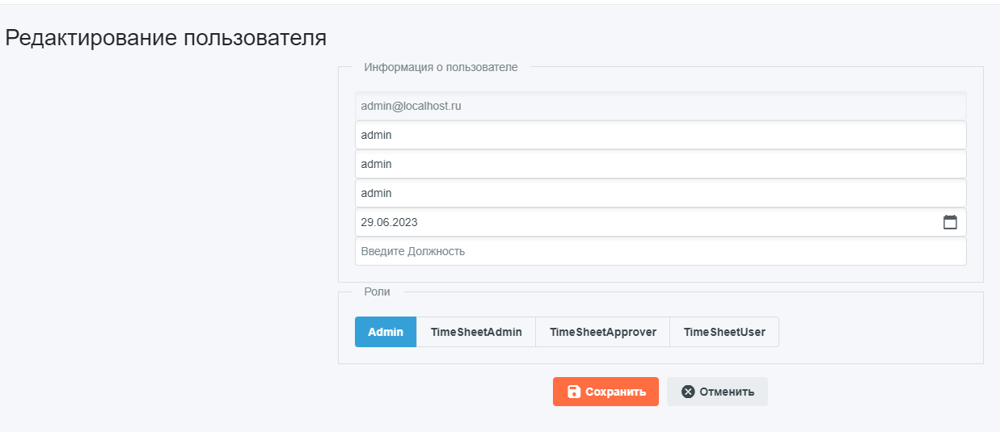 Редактирование пользователя
Информация о пользователе
admin@localhost.ru
admin
admin
admin
29.06.2023
Введите Должность
Роли
Admin TimeSheetAdmin TimeSheetApprover TimeSheetUser
Сохранить Отменить